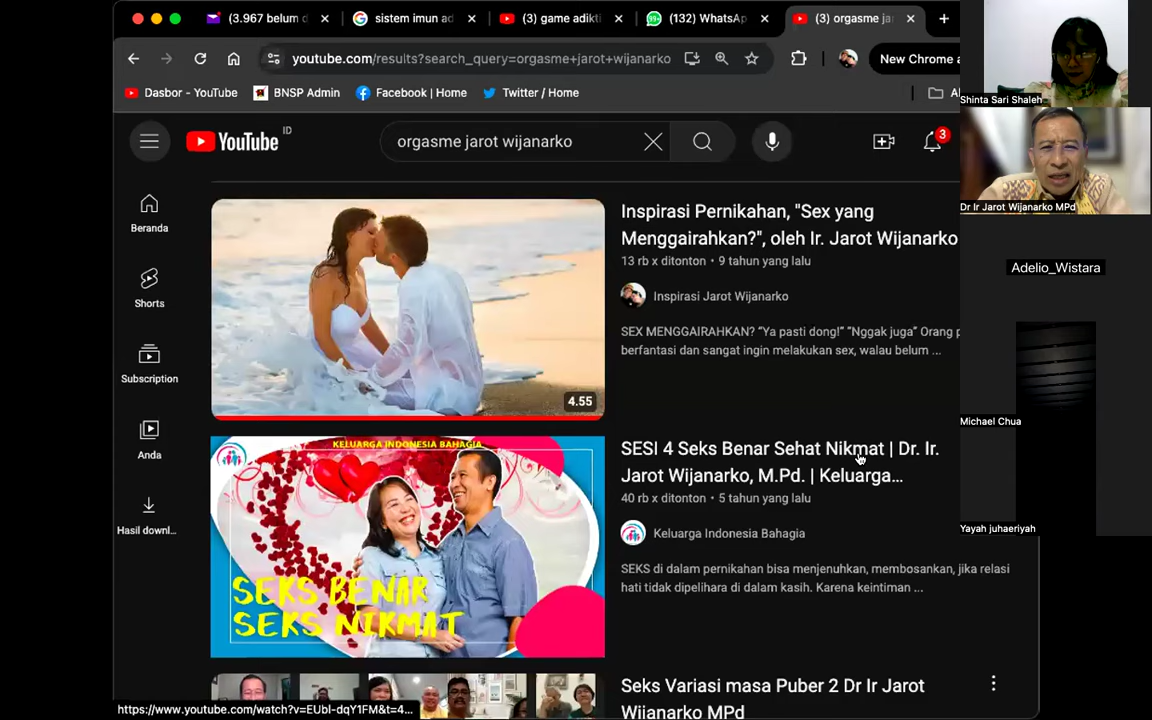 (3.967 belum d
sistem imun ad
(3) game adikti
(132) WhatsAp
(3) orgasme ja
youtube.com/results?search_query=orgasme+jarot+wijanarko
New Chrome a
Dasbor - YouTube
BNSP Admin
Facebook | Home
Twitter / Home
YouTube ID
orgasme jarot wijanarko
3
Beranda
Shorts
Subscription
Anda
Hasil downl...
4.55
Inspirasi Pernikahan, "Sex yang
Menggairahkan?", oleh Ir. Jarot Wijanarko
13 rb x ditonton • 9 tahun yang lalu
Inspirasi Jarot Wijanarko
SEX MENGGAIRAHKAN? “Ya pasti dong!” “Nggak juga” Orang p
berfantasi dan sangat ingin melakukan sex, walau belum ...
KELUARGA INDONESIA BAHAGIA
SEKS BENAR
SEKS NIKMAT
SESI 4 Seks Benar Sehat Nikmat | Dr. Ir.
Jarot Wijanarko, M.Pd. | Keluarga...
40 rb x ditonton • 5 tahun yang lalu
Keluarga Indonesia Bahagia
SEKS di dalam pernikahan bisa menjenuhkan, membosankan, jika relasi
hati tidak dipelihara di dalam kasih. Karena keintiman ...
Seks Variasi masa Puber 2 Dr Ir Jarot
Wijanarko MPd
https://www.youtube.com/watch?v=EUbl-dqY1FM&t=4...
Shinta Sari Shaleh
Dr Ir Jarot Wijanarko MPd
Adelio_Wistara
Michael Chua
Yayah juhaeriyah